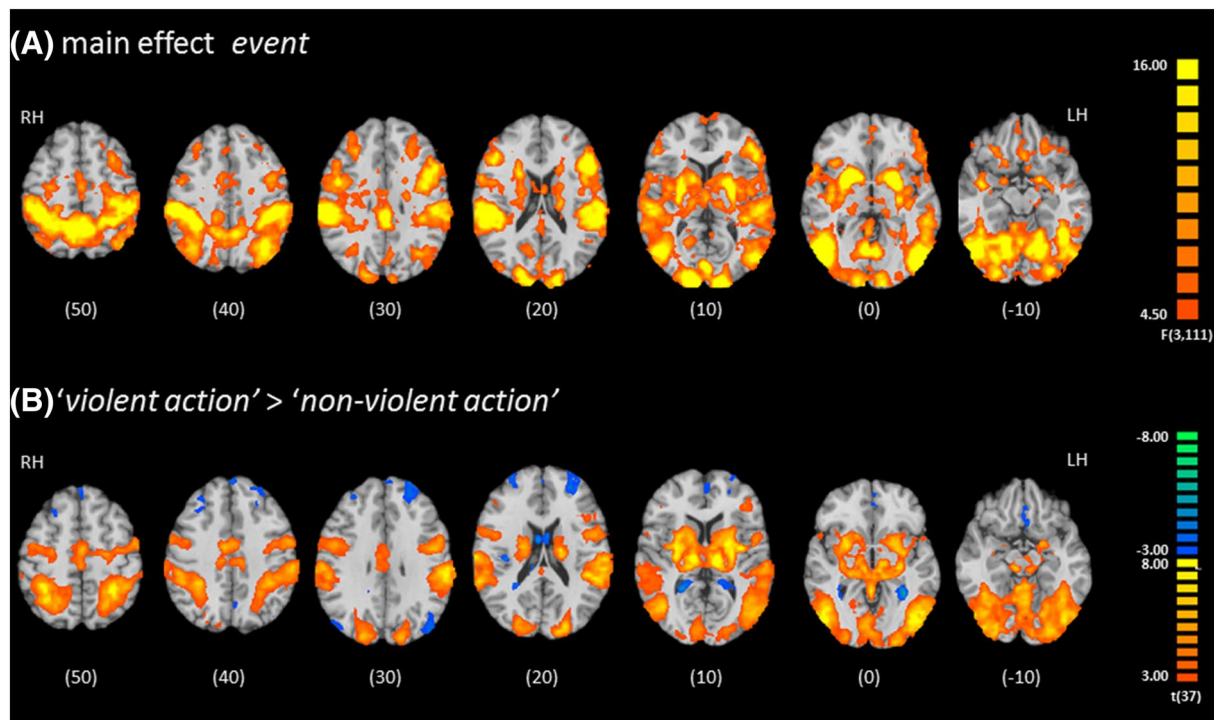 (A) main effect event
16.00
RH
LH
(50) (40) (30) (20) (10) (0) (-10)
4.50
F(3,111)
(B) ‘violent action’ > ‘non-violent action’
-8.00
RH
LH
-3.00
8.00
(50) (40) (30) (20) (10) (0) (-10)
3.00
t(37)